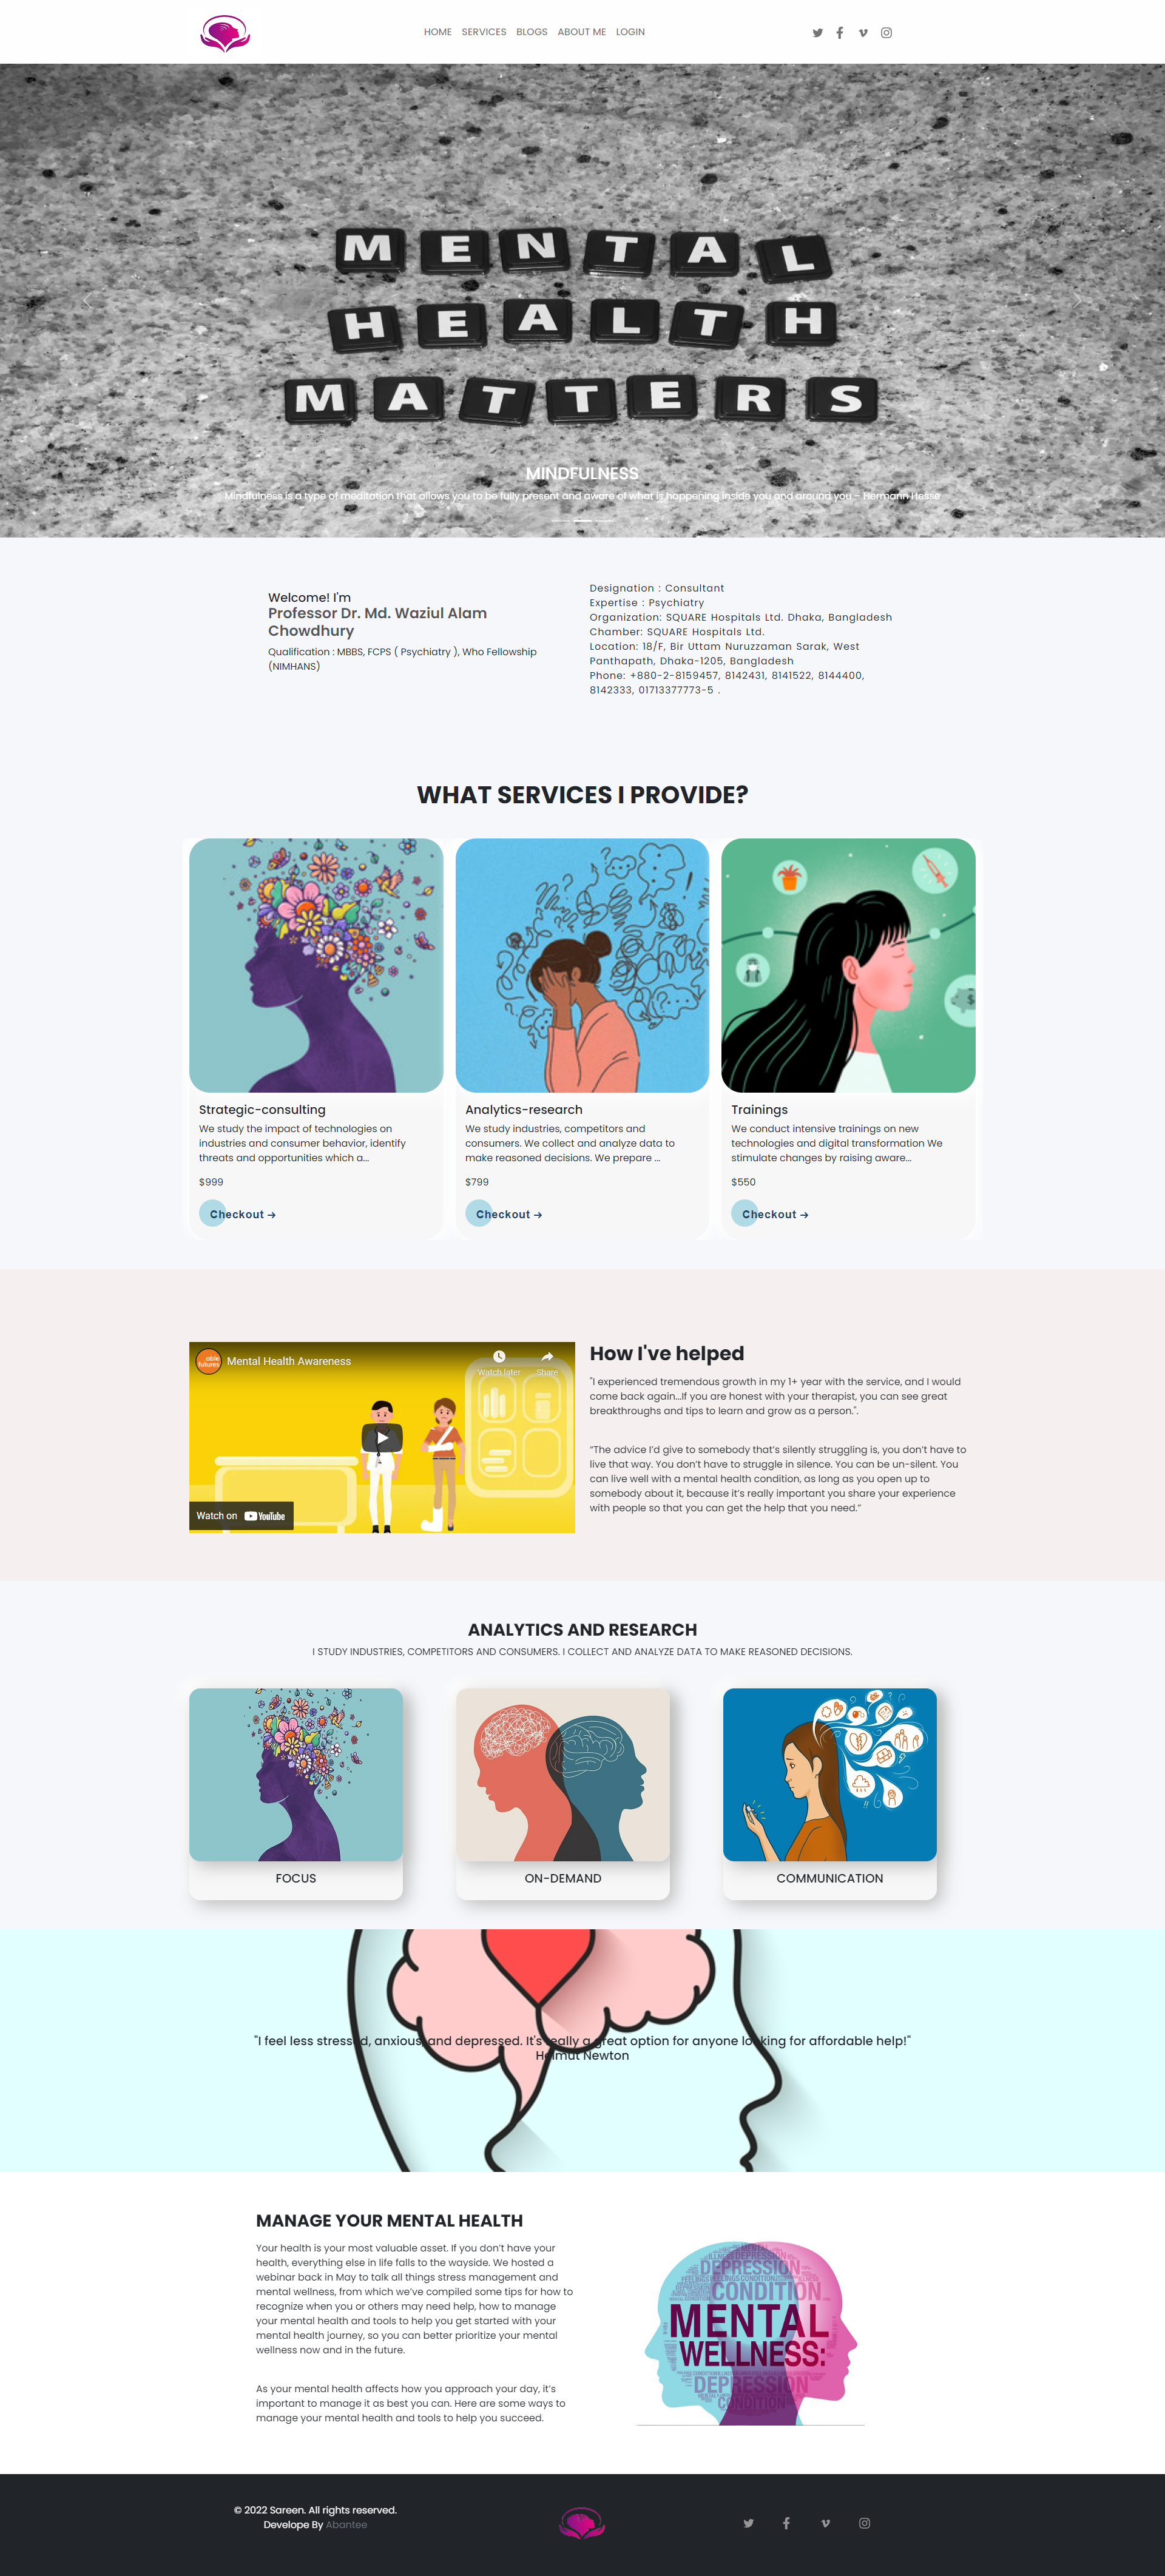 HOME SERVICES BLOGS ABOUT ME LOGIN
MENTAL
HEALTH
MATTERS
MINDFULNESS
Mindfulness is a type of meditation that allows you to be fully present and aware of what is happening inside you and around you – Hermann Hesse
Welcome! I'm
Professor Dr. Md. Waziul Alam
Chowdhury
Qualification : MBBS, FCPS ( Psychiatry ), Who Fellowship
(NIMHANS)
Designation : Consultant
Expertise : Psychiatry
Organization: SQUARE Hospitals Ltd. Dhaka, Bangladesh
Chamber: SQUARE Hospitals Ltd.
Location: 18/F, Bir Uttam Nuruzzaman Sarak, West
Panthapath, Dhaka-1205, Bangladesh
Phone: +880-2-8159457, 8142431, 8141522, 8144400,
8142333, 01713377773-5 .
WHAT SERVICES I PROVIDE?
Strategic-consulting
We study the impact of technologies on
industries and consumer behavior, identify
threats and opportunities which a...
$999
Checkout →
Analytics-research
We study industries, competitors and
consumers. We collect and analyze data to
make reasoned decisions. We prepare ...
$799
Checkout →
Trainings
We conduct intensive trainings on new
technologies and digital transformation We
stimulate changes by raising aware...
$550
Checkout →
able
futures
Mental Health Awareness
Watch later
Share
Watch on YouTube
How I've helped
"I experienced tremendous growth in my 1+ year with the service, and I would
come back again...If you are honest with your therapist, you can see great
breakthroughs and tips to learn and grow as a person.".
“The advice I’d give to somebody that’s silently struggling is, you don’t have to
live that way. You don’t have to struggle in silence. You can be un-silent. You
can live well with a mental health condition, as long as you open up to
somebody about it, because it’s really important you share your experience
with people so that you can get the help that you need.”
ANALYTICS AND RESEARCH
I STUDY INDUSTRIES, COMPETITORS AND CONSUMERS. I COLLECT AND ANALYZE DATA TO MAKE REASONED DECISIONS.
FOCUS
ON-DEMAND
COMMUNICATION
"I feel less stressed, anxious, and depressed. It's really a great option for anyone looking for affordable help!"
Helmut Newton
MANAGE YOUR MENTAL HEALTH
Your health is your most valuable asset. If you don’t have your
health, everything else in life falls to the wayside. We hosted a
webinar back in May to talk all things stress management and
mental wellness, from which we’ve compiled some tips for how to
recognize when you or others may need help, how to manage
your mental health and tools to help you get started with your
mental health journey, so you can better prioritize your mental
wellness now and in the future.
As your mental health affects how you approach your day, it’s
important to manage it as best you can. Here are some ways to
manage your mental health and tools to help you succeed.
DEPRESSION
CONDITION
MENTAL
WELLNESS:
DEPRESSION
CONDITION
© 2022 Sareen. All rights reserved.
Develope By Abantee